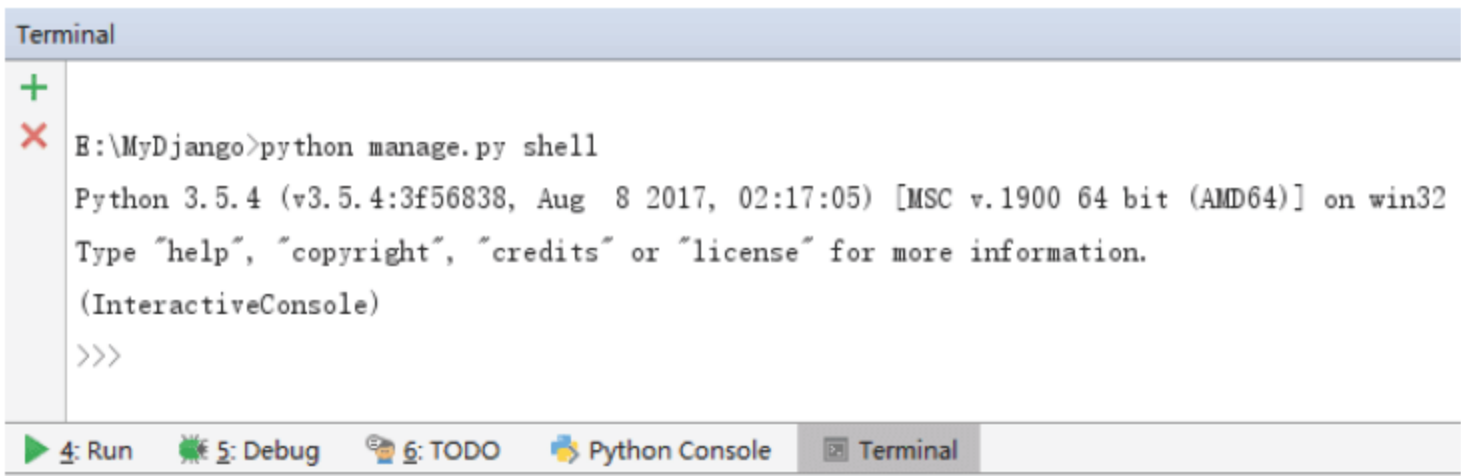 Terminal
E:\MyDjango>python manage.py shell
Python 3.5.4 (v3.5.4:3f56838, Aug  8 2017, 02:17:05) [MSC v.1900 64 bit (AMD64)] on win32
Type "help", "copyright", "credits" or "license" for more information.
(InteractiveConsole)
>>>
4: Run 5: Debug 6: TODO Python Console Terminal